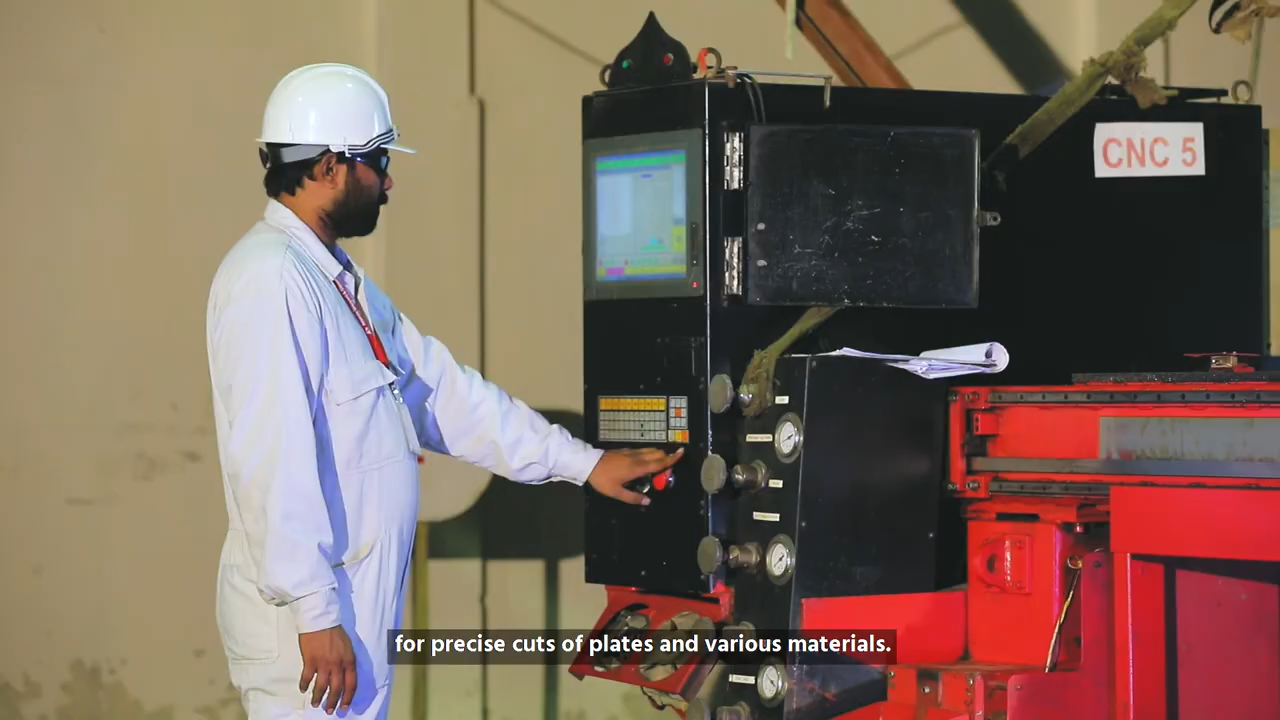 CNC 5
for precise cuts of plates and various materials.